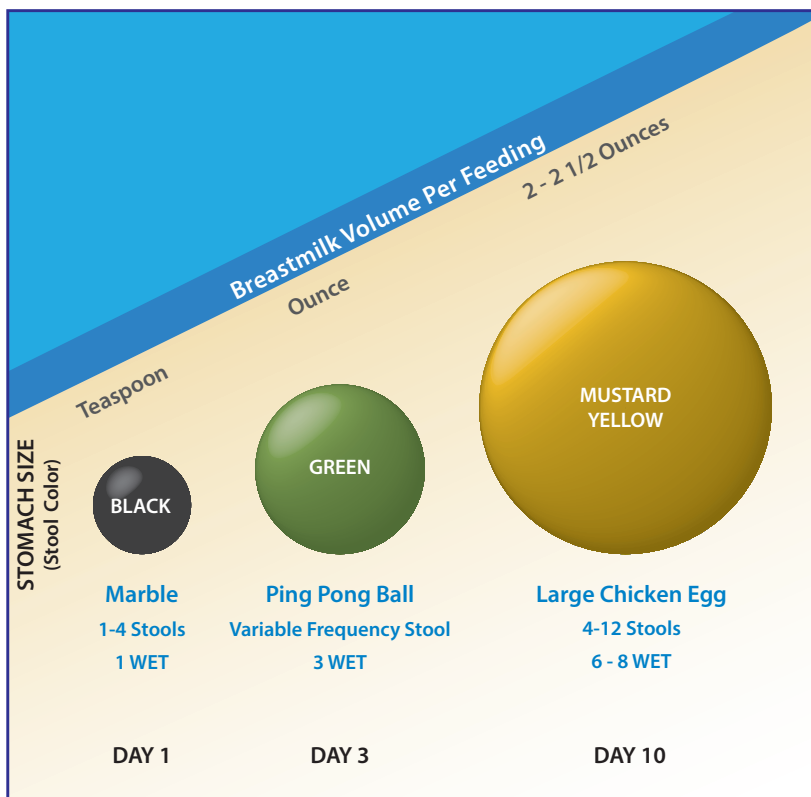 Breastmilk Volume Per Feeding
Teaspoon
Ounce
2 - 2 1/2 Ounces
STOMACH SIZE
(Stool Color)
BLACK
GREEN
MUSTARD
YELLOW
Marble
1-4 Stools
1 WET
Ping Pong Ball
Variable Frequency Stool
3 WET
Large Chicken Egg
4-12 Stools
6 - 8 WET
DAY 1
DAY 3
DAY 10